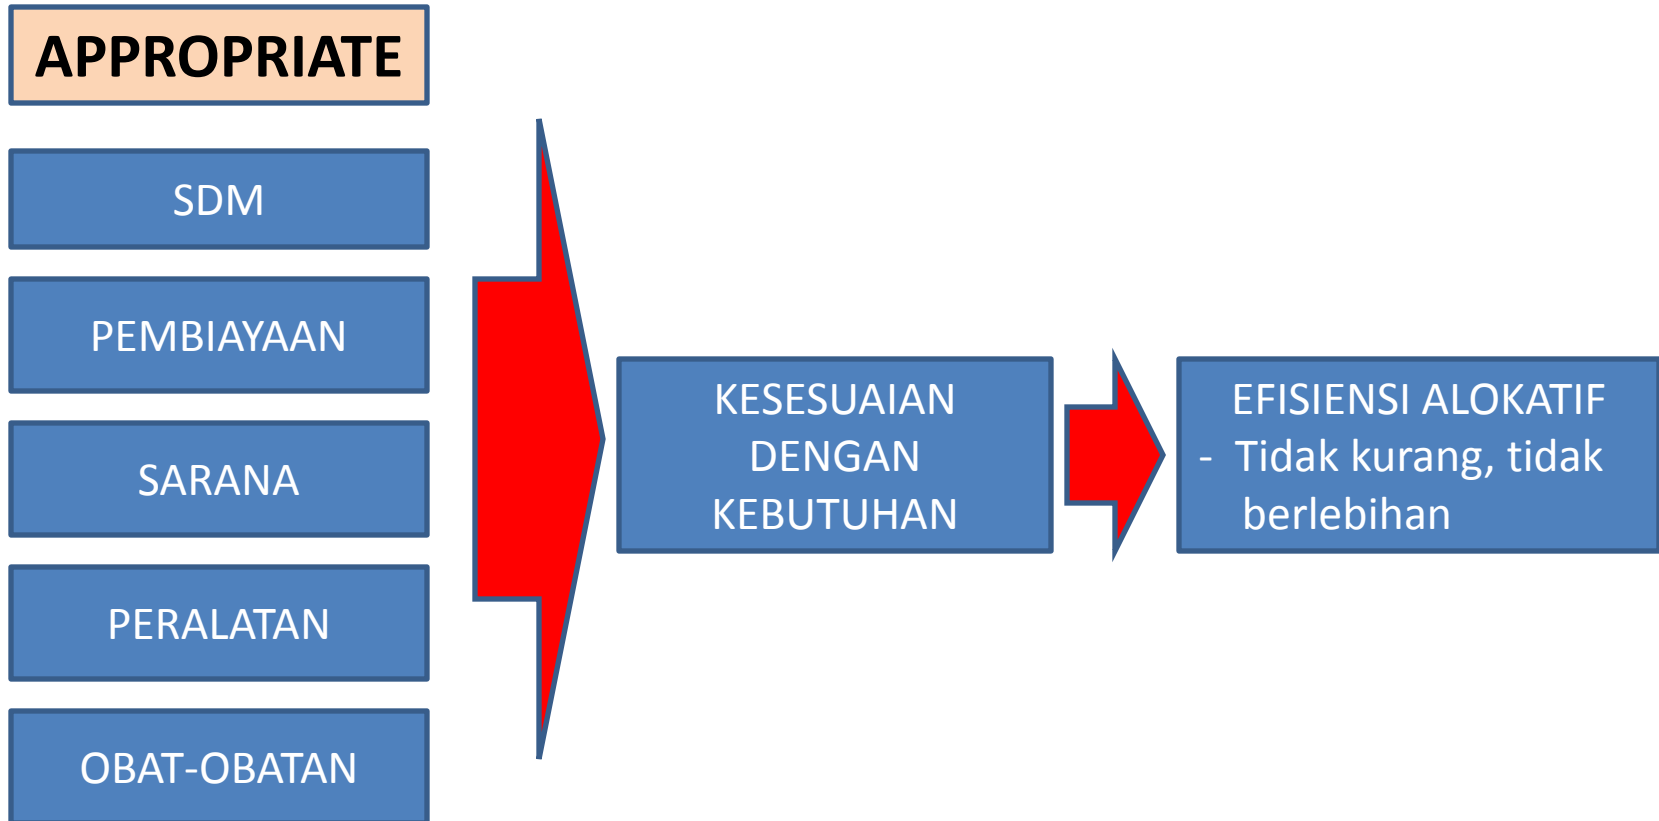 APPROPRIATE
SDM
PEMBIAYAAN
SARANA
PERALATAN
OBAT-OBATAN
KESESUAIAN
DENGAN
KEBUTUHAN
EFISIENSI ALOKATIF
- Tidak kurang, tidak
berlebihan